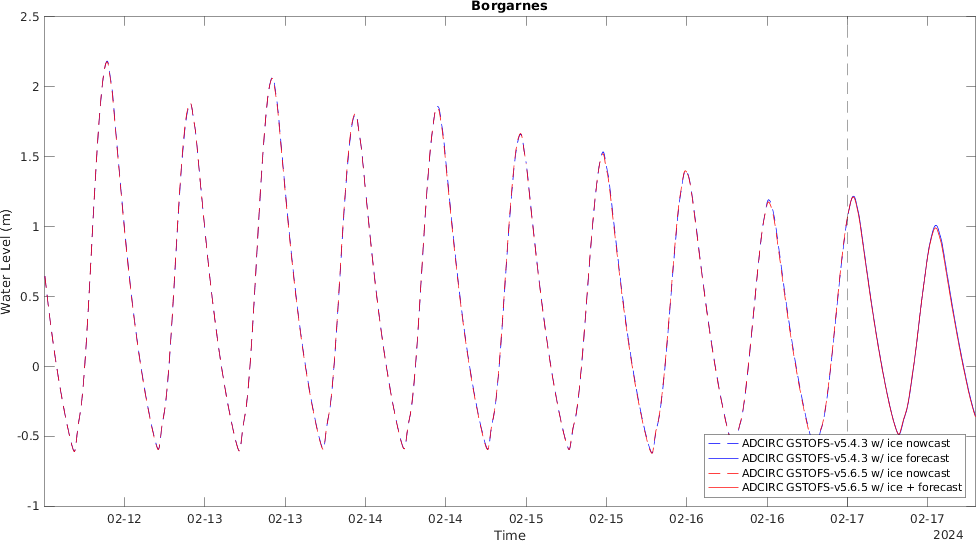 Borgarnes
2.5
2
1.5
1
0.5
0
-0.5
-1
Water Level (m)
ADCIRC GSTOFS-v5.4.3 w/ ice nowcast
ADCIRC GSTOFS-v5.4.3 w/ ice forecast
ADCIRC GSTOFS-v5.6.5 w/ ice nowcast
ADCIRC GSTOFS-v5.6.5 w/ ice + forecast
02-12 02-13 02-13 02-14 02-14 02-15 02-15 02-16 02-16 02-17 02-17
Time
2024